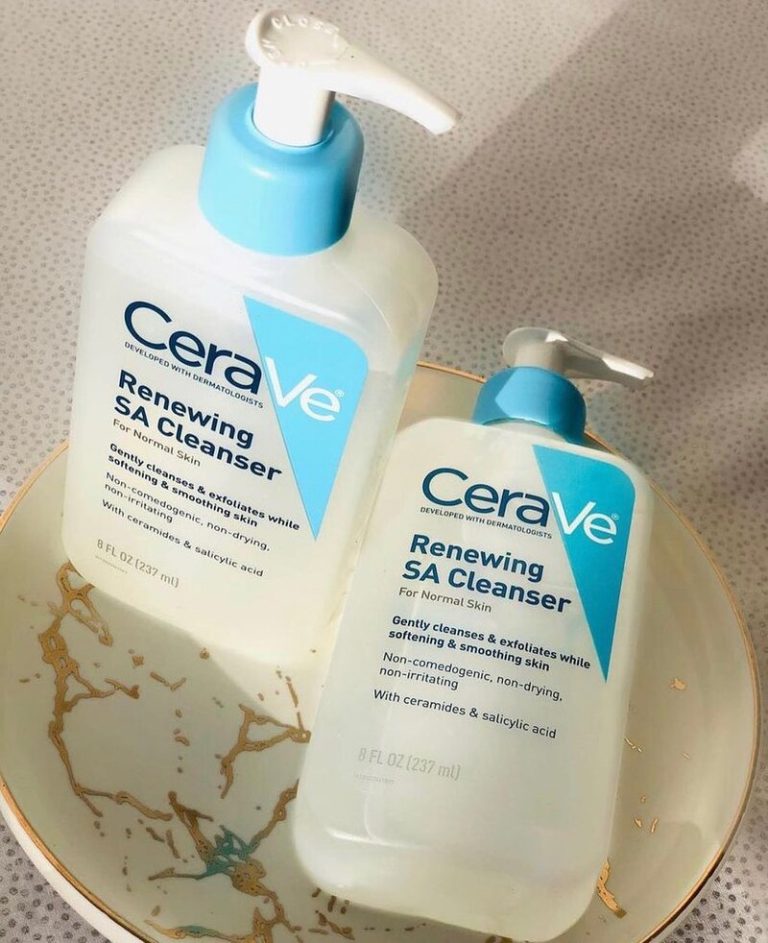 CLOSE
CeraVe®
DEVELOPED WITH DERMATOLOGISTS
Renewing
SA Cleanser
For Normal Skin
Gently cleanses & exfoliates while
softening & smoothing skin
Non-comedogenic, non-drying,
non-irritating
With ceramides & salicylic acid
8 FL OZ (237 ml)
CeraVe®
DEVELOPED WITH DERMATOLOGISTS
Renewing
SA Cleanser
For Normal Skin
Gently cleanses & exfoliates while
softening & smoothing skin
Non-comedogenic, non-drying,
non-irritating
With ceramides & salicylic acid
8 FL OZ (237 ml)